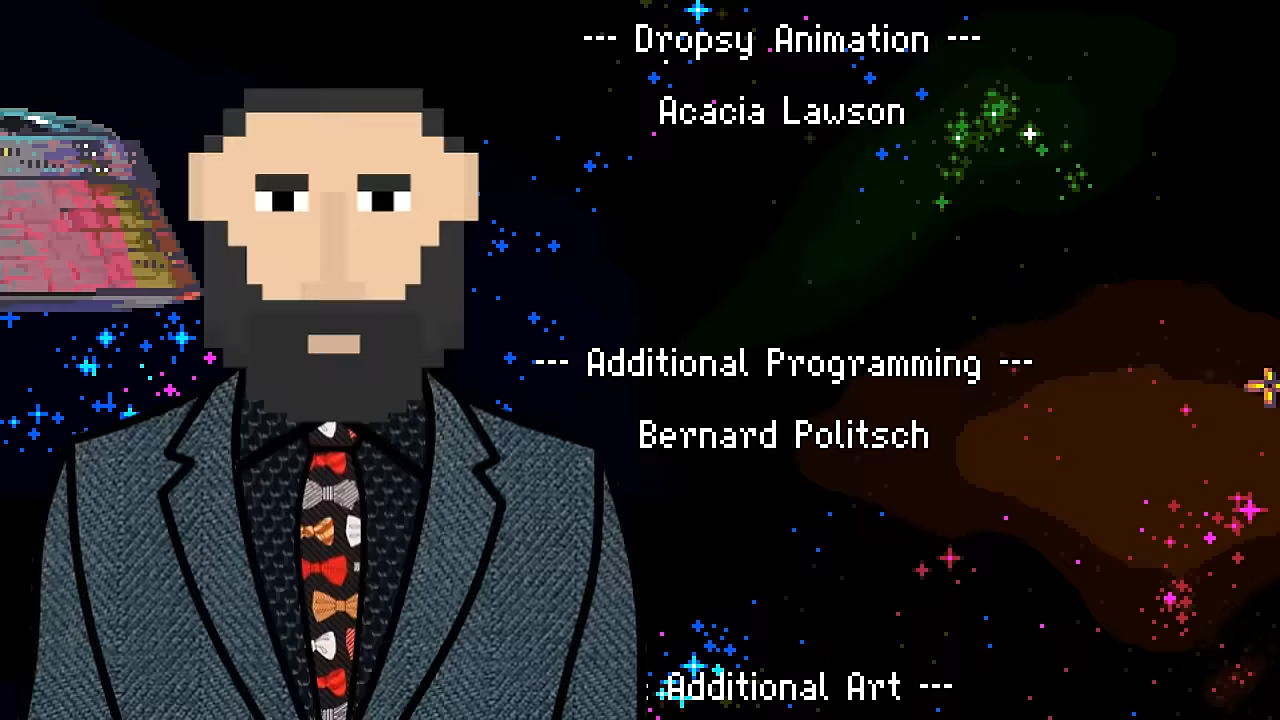 --- Dropsy Animation ---
Acacia Lawson
--- Additional Programming ---
Bernard Politsch
Additional Art ---